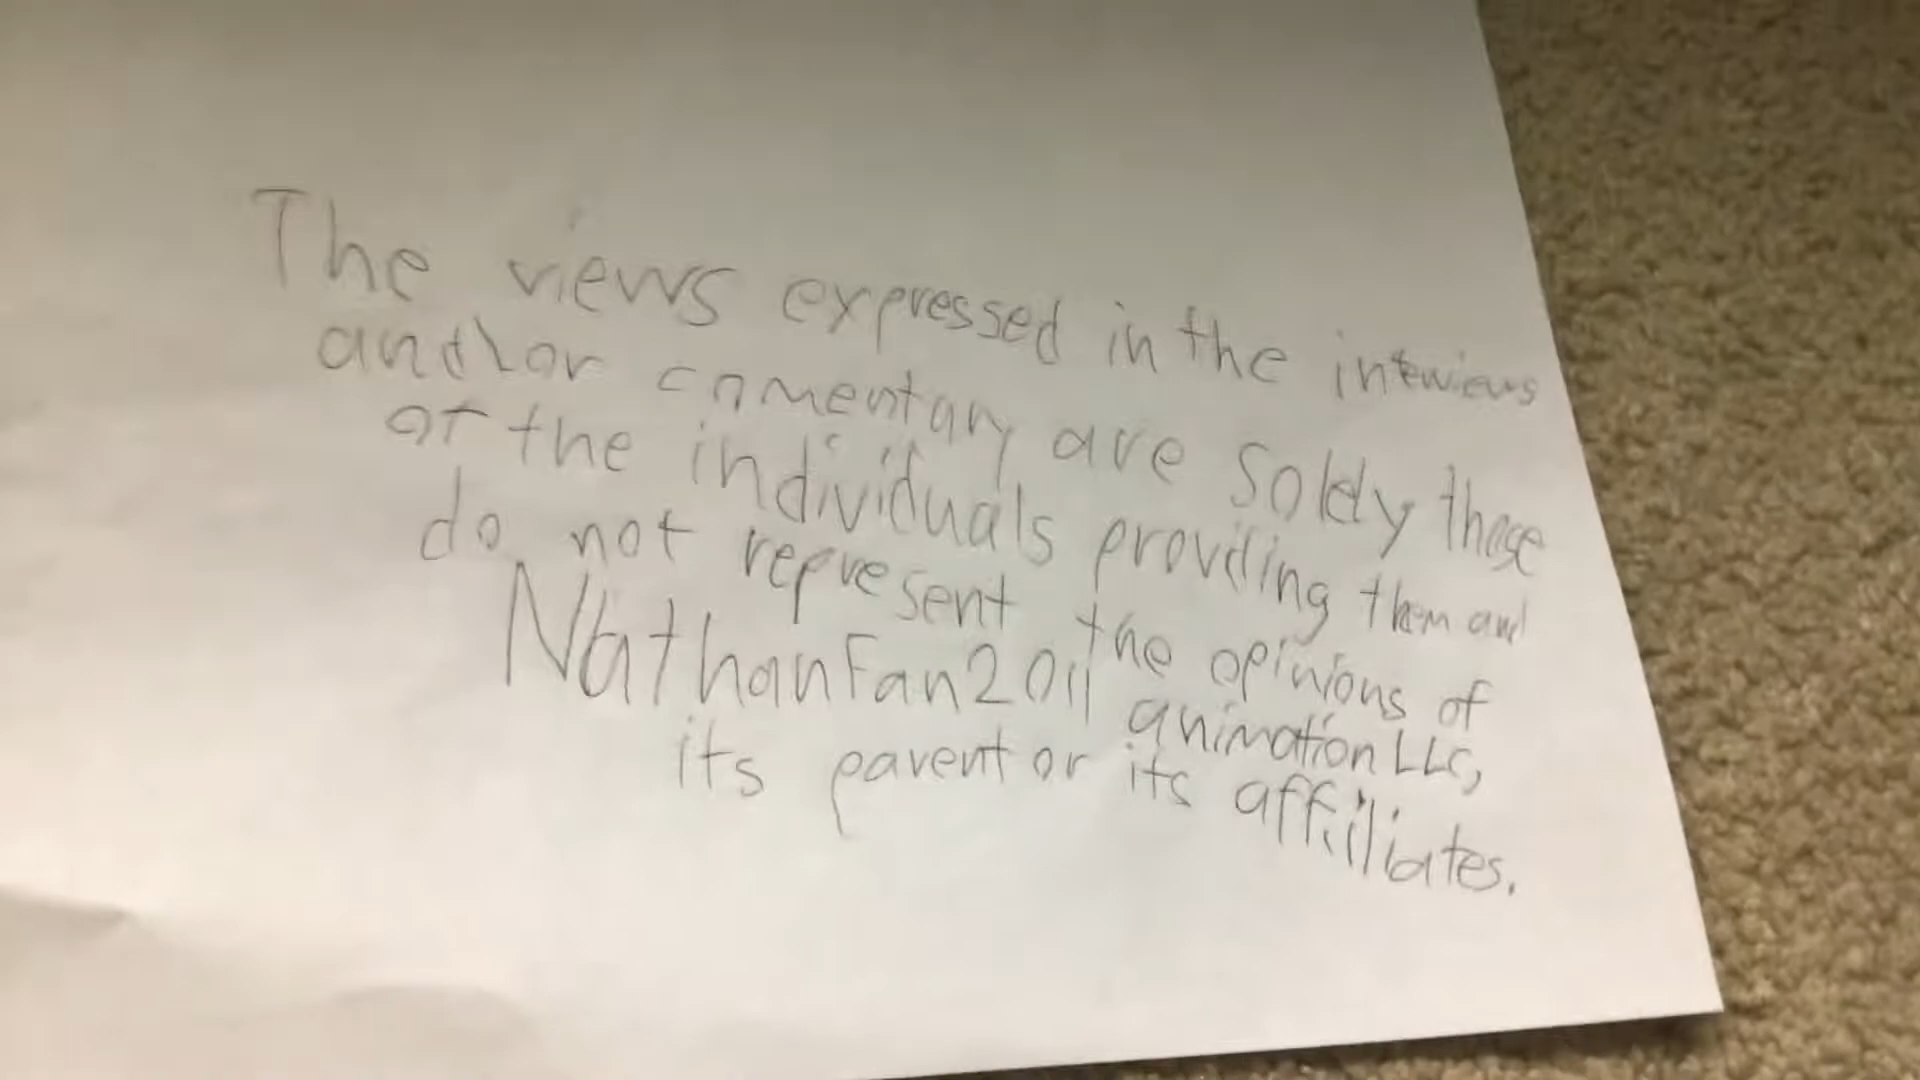 The views expressed in the intewiews
and\or comentary are soldy those
of the individuals providing them and
do not represent the opinions of
NathanFan2011 animation LLC,
its parent or its affiliates.